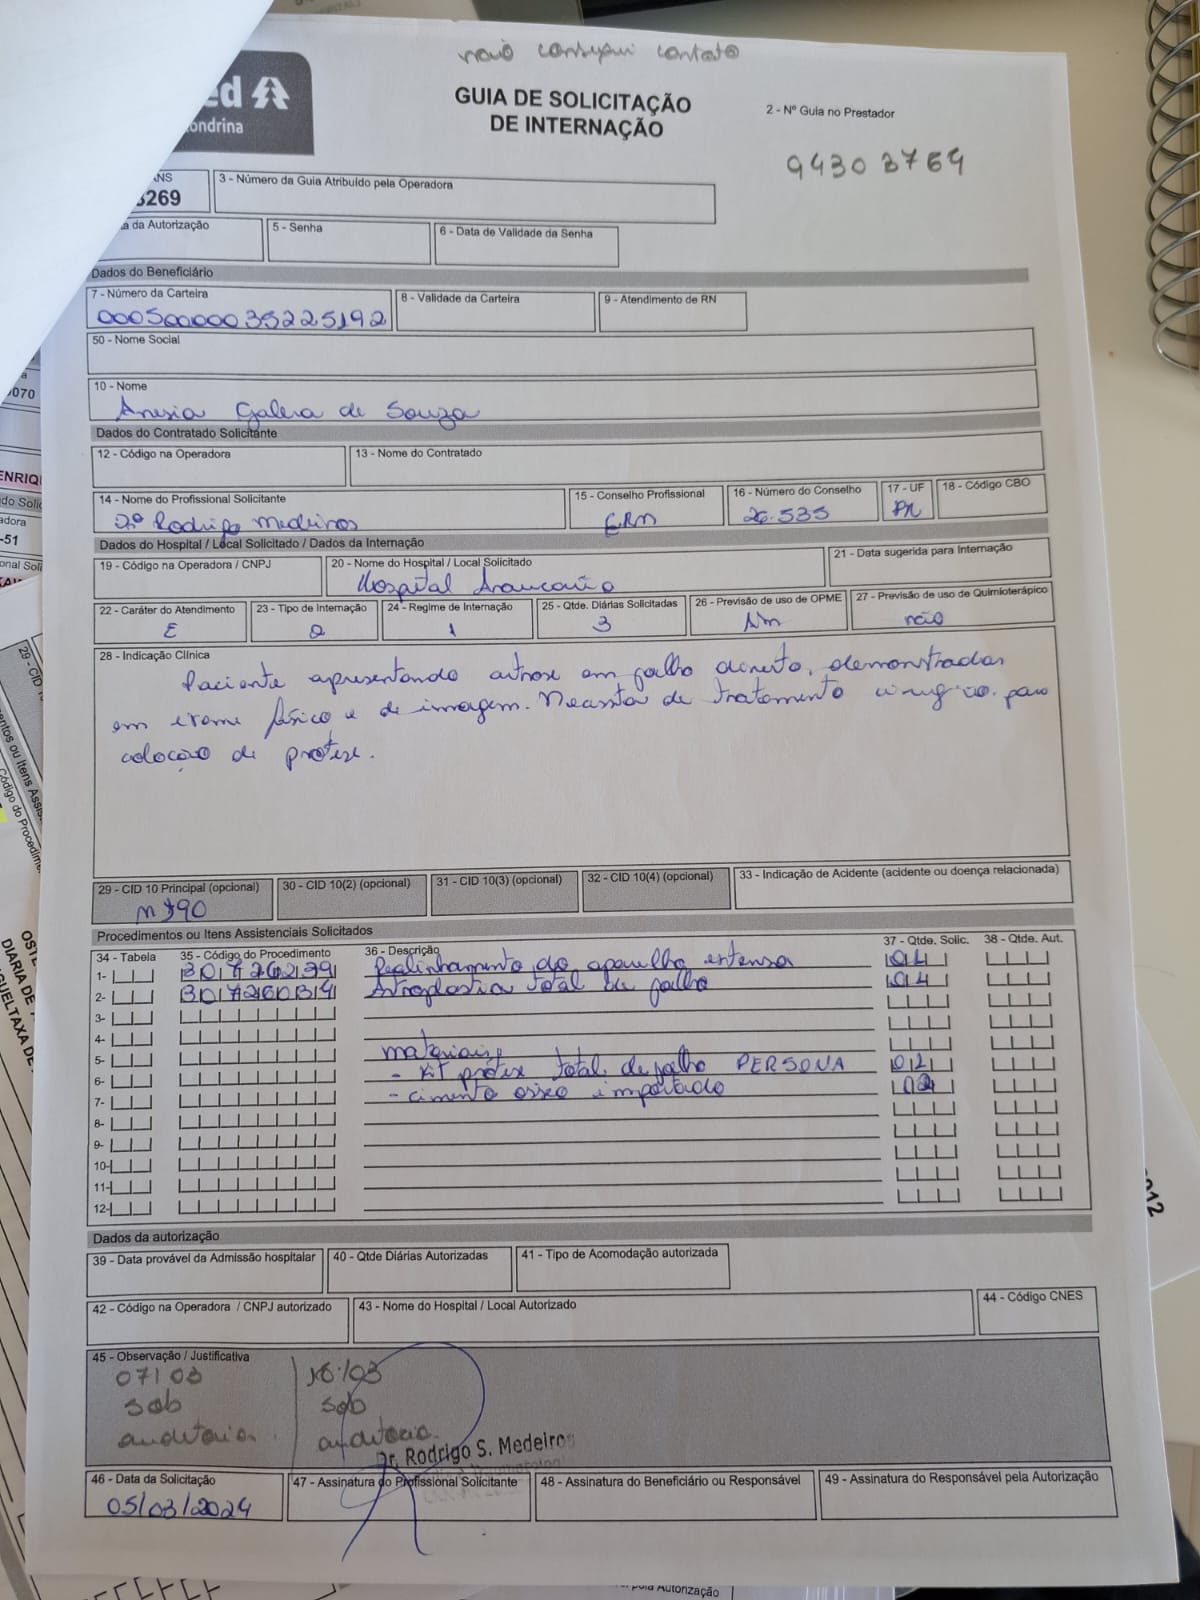 não consegui contato
ed
ondrina
GUIA DE SOLICITAÇÃO
DE INTERNAÇÃO
2 - Nº Guia no Prestador
94303764
ANS
269
3 - Número da Guia Atribuído pela Operadora
da Autorização
5 - Senha
6 - Data de Validade da Senha
Dados do Beneficiário
7 - Número da Carteira
8 - Validade da Carteira
9 - Atendimento de RN
00050000035225192
50 - Nome Social
10 - Nome
Anesia Galera de Souza
Dados do Contratado Solicitante
12 - Código na Operadora
13 - Nome do Contratado
14 - Nome do Profissional Solicitante
15 - Conselho Profissional
16 - Número do Conselho
17 - UF
18 - Código CBO
Rodrigo Medeiros
CRM
26.535
PR
Dados do Hospital / Local Solicitado / Dados da Internação
19 - Código na Operadora / CNPJ
20 - Nome do Hospital / Local Solicitado
21 - Data sugerida para Internação
Hospital Araucária
22 - Caráter do Atendimento
23 - Tipo de Internação
24 - Regime de Internação
25 - Qtde. Diárias Solicitadas
26 - Previsão de uso de OPME
27 - Previsão de uso de Quimioterápico
E
2
1
3
sim
não
28 - Indicação Clínica
Paciente apresentando artrose em joelho direito, demonstradas
em exame físico e de imagem. Necessita de tratamento cirurgico para
colocação de protese.
29 - CID 10 Principal (opcional)
30 - CID 10(2) (opcional)
31 - CID 10(3) (opcional)
32 - CID 10(4) (opcional)
33 - Indicação de Acidente (acidente ou doença relacionada)
M190
Procedimentos ou Itens Assistenciais Solicitados
34 - Tabela
35 - Código do Procedimento
36 - Descrição
37 - Qtde. Solic.
38 - Qtde. Aut.
1- Realinhamento do aparelho extensor 01
2- Artroplastia total de joelho 01
3-
4-
5- materiais:
6- - Kit protese total de joelho PERSONA
7- - cimento osseo importado 02
8-
9-
10-
11-
12-
Dados da autorização
39 - Data provável da Admissão hospitalar
40 - Qtde Diárias Autorizadas
41 - Tipo de Acomodação autorizada
42 - Código na Operadora / CNPJ autorizado
43 - Nome do Hospital / Local Autorizado
44 - Código CNES
45 - Observação / Justificativa
07/03
sob
auditoria.
18/03
sob
auditoria.
Dr. Rodrigo S. Medeiros
46 - Data da Solicitação
47 - Assinatura do Profissional Solicitante
48 - Assinatura do Beneficiário ou Responsável
49 - Assinatura do Responsável pela Autorização
05/03/2024